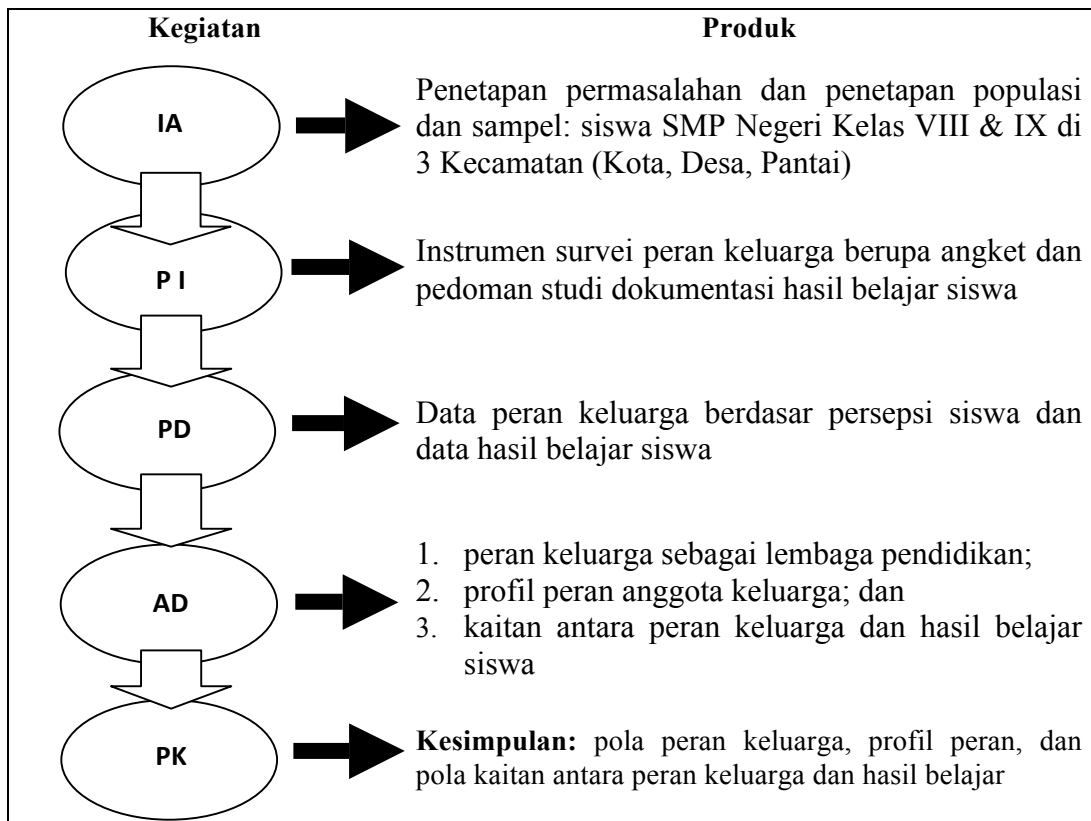 Kegiatan Produk
IA
Penetapan permasalahan dan penetapan populasi
dan sampel: siswa SMP Negeri Kelas VIII & IX di
3 Kecamatan (Kota, Desa, Pantai)
P I
Instrumen survei peran keluarga berupa angket dan
pedoman studi dokumentasi hasil belajar siswa
PD
Data peran keluarga berdasar persepsi siswa dan
data hasil belajar siswa
AD
1. peran keluarga sebagai lembaga pendidikan;
2. profil peran anggota keluarga; dan
3. kaitan antara peran keluarga dan hasil belajar
siswa
PK
Kesimpulan: pola peran keluarga, profil peran, dan
pola kaitan antara peran keluarga dan hasil belajar